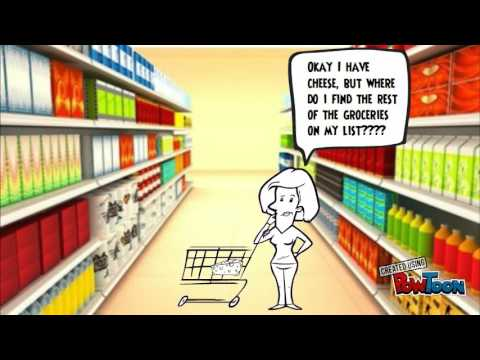 OKAY I HAVE
CHEESE, BUT WHERE
DO I FIND THE REST
OF THE GROCERIES
ON MY LIST????
CREATED USING
POWTOON